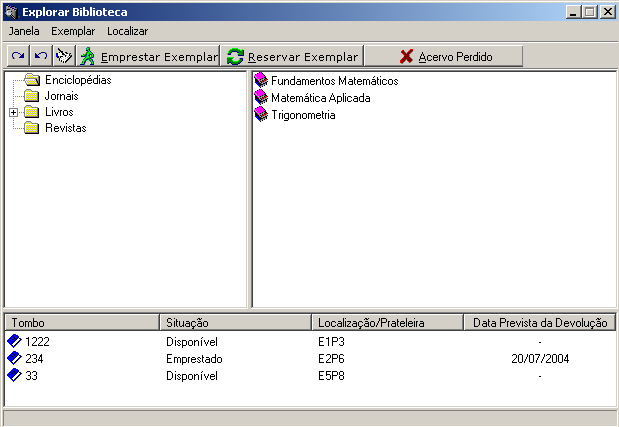 Explorar Biblioteca
Janela Exemplar Localizar
Emprestar Exemplar Reservar Exemplar Acervo Perdido
Enciclopédias
Jornais
Livros
Revistas
Fundamentos Matemáticos
Matemática Aplicada
Trigonometria
Tombo Situação Localização/Prateleira Data Prevista da Devolução
1222 Disponível E1P3 -
234 Emprestado E2P6 20/07/2004
33 Disponível E5P8 -